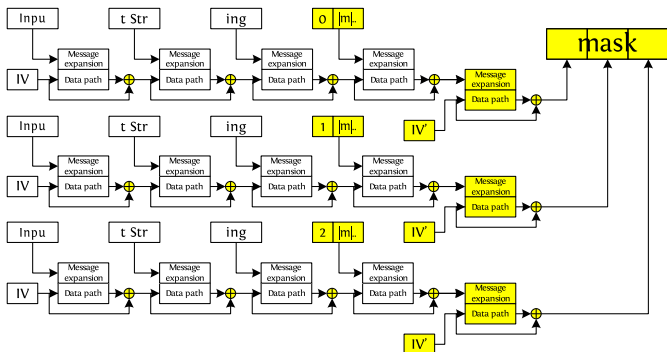 Inpu t Str ing 0 |m|..
mask
Message expansion Message expansion Message expansion Message expansion Message expansion
IV Data path Data path Data path Data path Data path
IV'
Inpu t Str ing 1 |m|..
Message expansion Message expansion Message expansion Message expansion Message expansion
IV Data path Data path Data path Data path Data path
IV'
Inpu t Str ing 2 |m|..
Message expansion Message expansion Message expansion Message expansion Message expansion
IV Data path Data path Data path Data path Data path
IV'